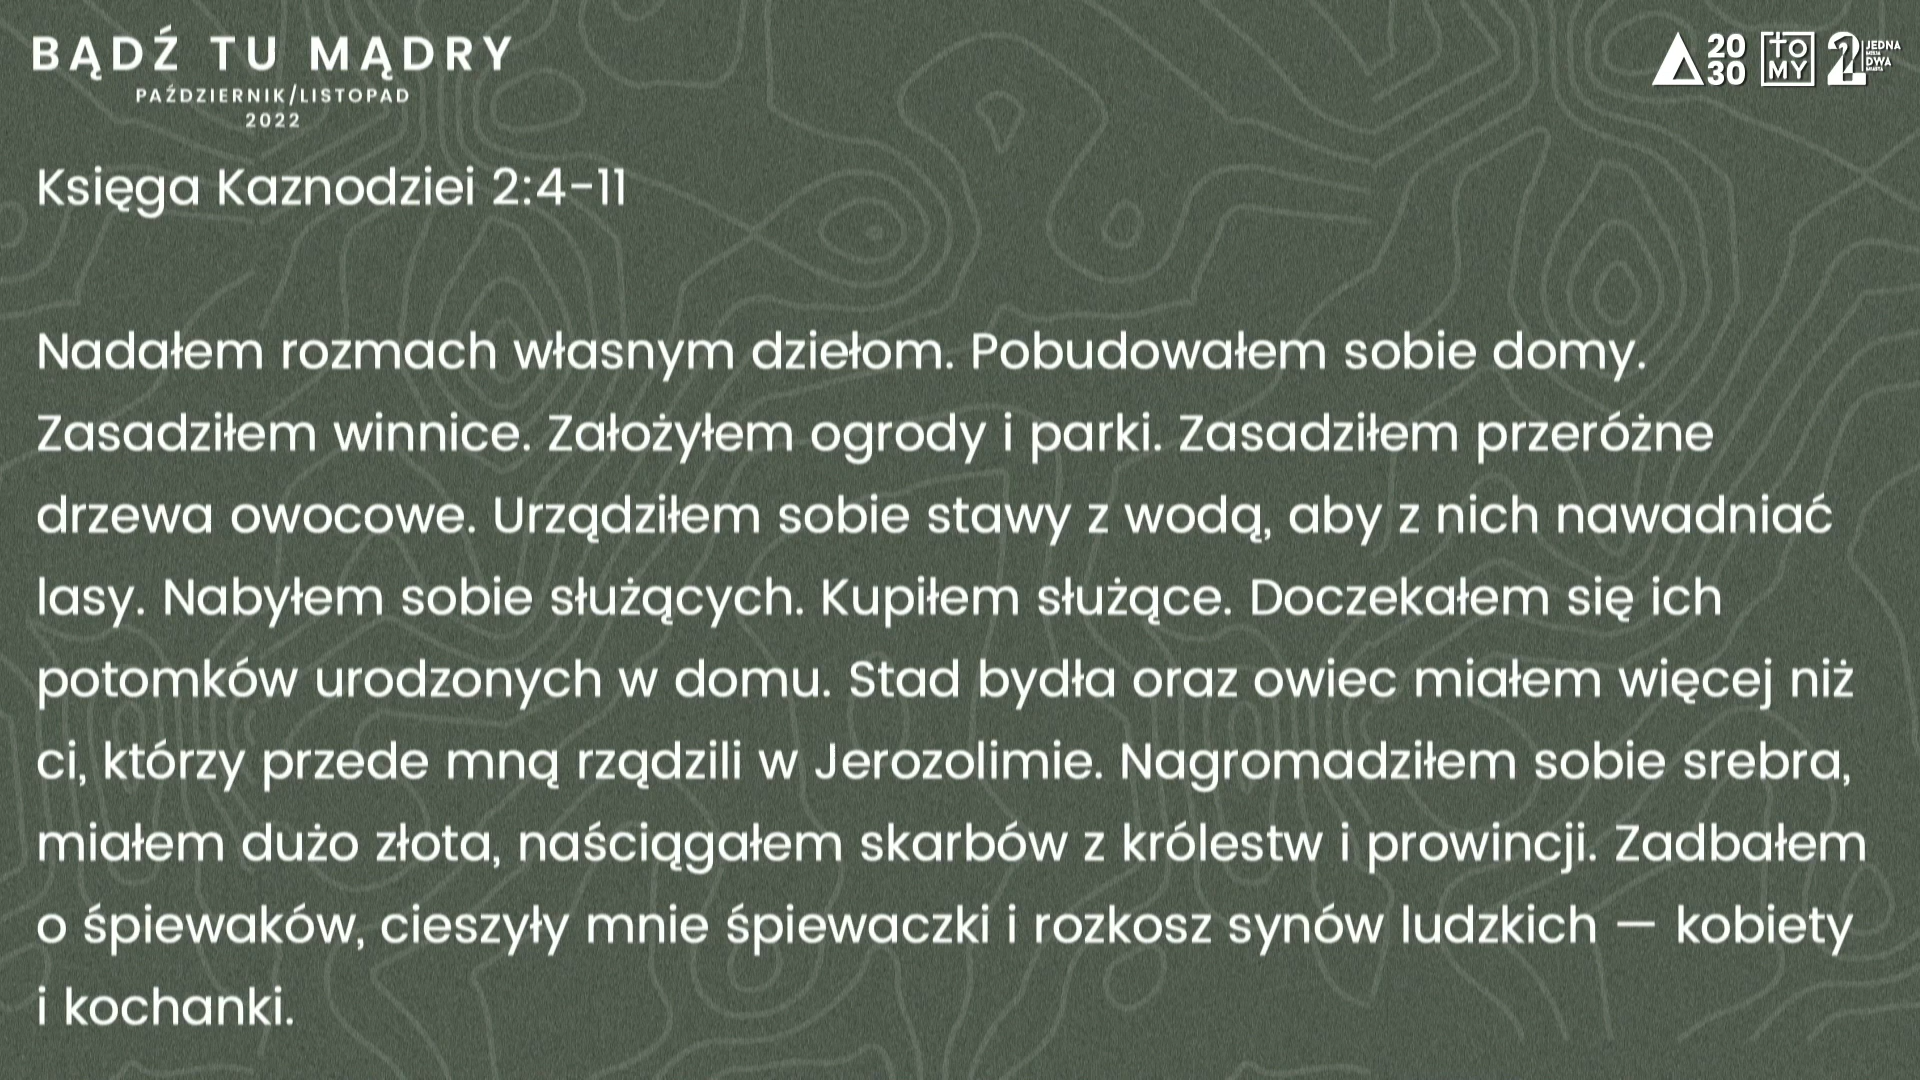 BĄDŹ TU MĄDRY
PAŹDZIERNIK/LISTOPAD
2022
20
30
TO
MY
2
JEDNA
DWA
Księga Kaznodziei 2:4-11
Nadałem rozmach własnym dziełom. Pobudowałem sobie domy.
Zasadziłem winnice. Założyłem ogrody i parki. Zasadziłem przeróżne
drzewa owocowe. Urządziłem sobie stawy z wodą, aby z nich nawadniać
lasy. Nabyłem sobie służących. Kupiłem służące. Doczekałem się ich
potomków urodzonych w domu. Stad bydła oraz owiec miałem więcej niż
ci, którzy przede mną rządzili w Jerozolimie. Nagromadziłem sobie srebra,
miałem dużo złota, naściągałem skarbów z królestw i prowincji. Zadbałem
o śpiewaków, cieszyły mnie śpiewaczki i rozkosz synów ludzkich — kobiety
i kochanki.